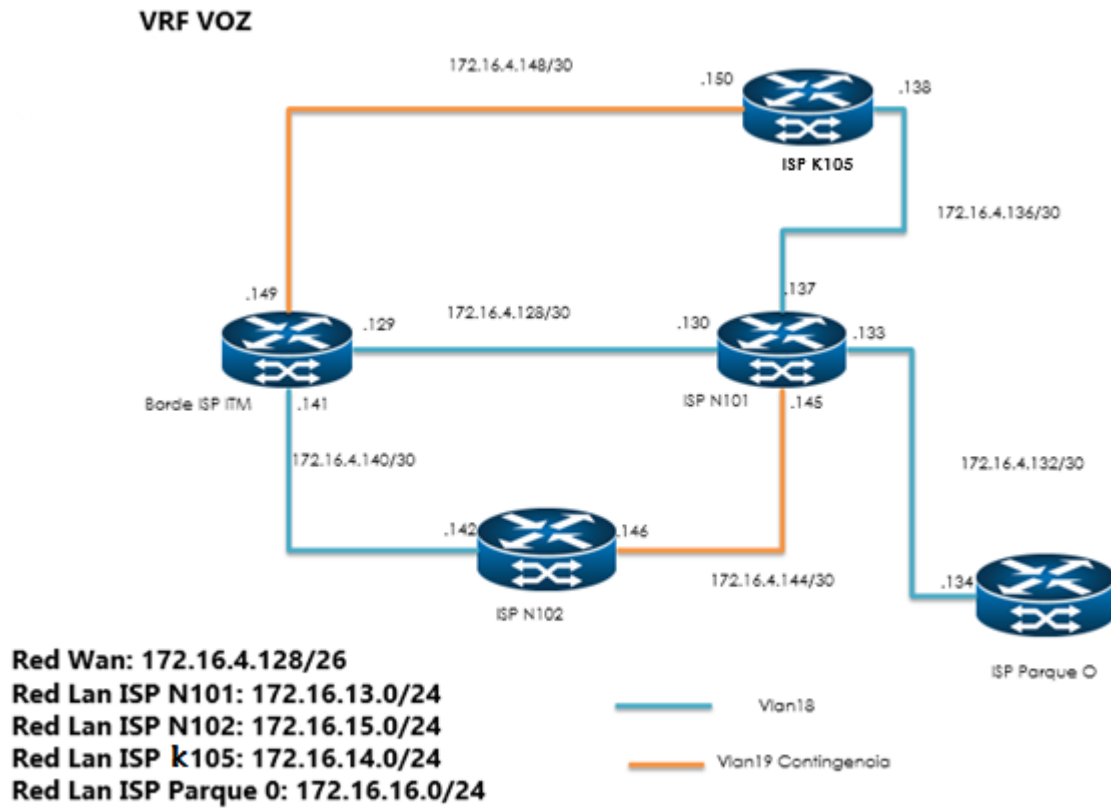 VRF VOZ
172.16.4.148/30
.150
.138
ISP K105
172.16.4.136/30
.149
.137
.129
172.16.4.128/30
.130
.133
Borde ISP ITM
.141
ISP N101
.145
172.16.4.140/30
172.16.4.132/30
.142
.146
172.16.4.144/30
.134
ISP N102
ISP Parque O
Red Wan: 172.16.4.128/26
Red Lan ISP N101: 172.16.13.0/24
Red Lan ISP N102: 172.16.15.0/24
Red Lan ISP k105: 172.16.14.0/24
Red Lan ISP Parque 0: 172.16.16.0/24
Vlan18
Vlan19 Contingencia